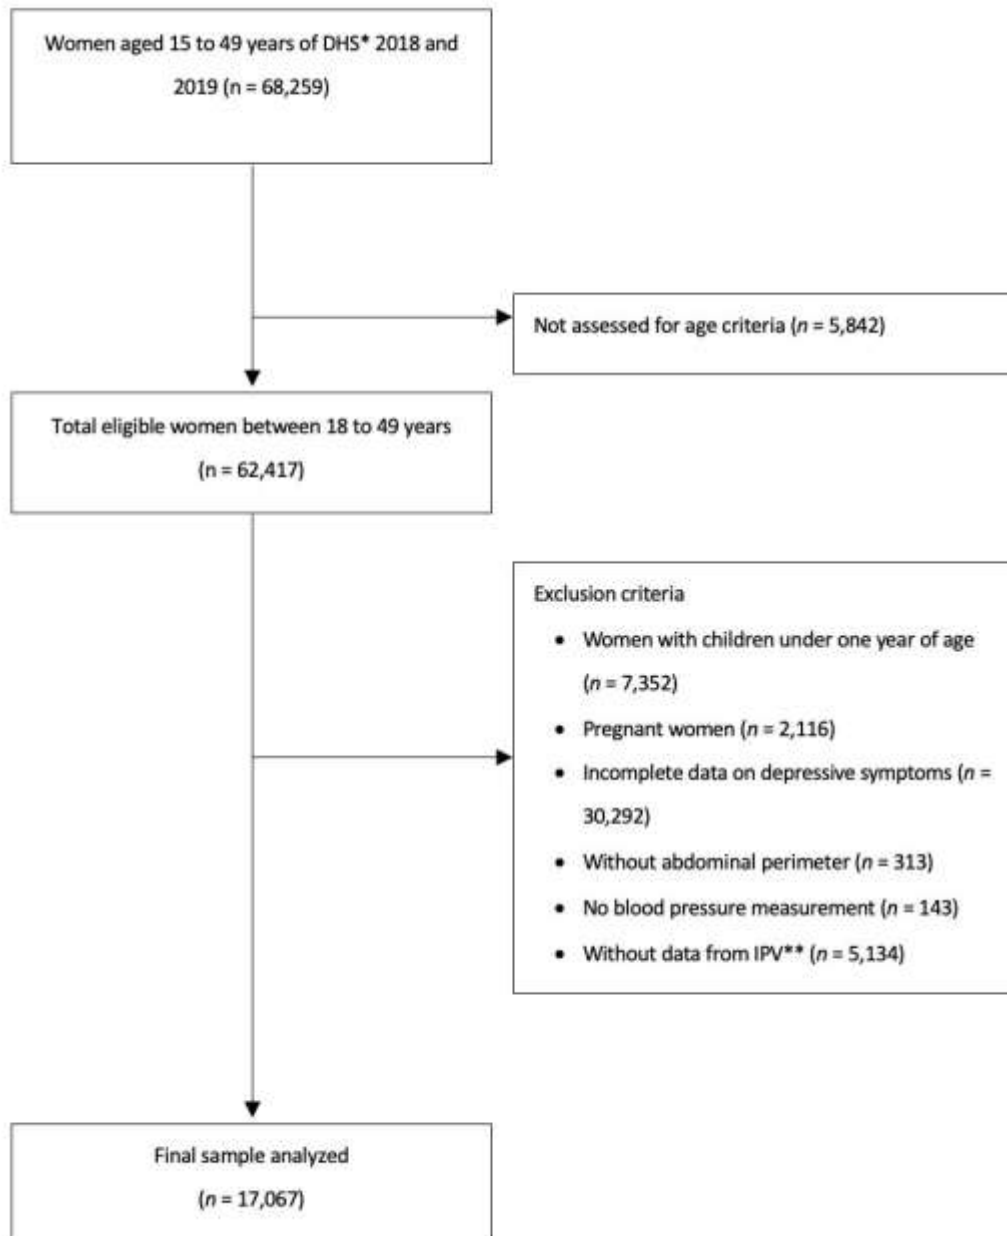 Women aged 15 to 49 years of DHS* 2018 and
2019 (n = 68,259)
Not assessed for age criteria (n = 5,842)
Total eligible women between 18 to 49 years
(n = 62,417)
Exclusion criteria
• Women with children under one year of age
(n = 7,352)
• Pregnant women (n = 2,116)
• Incomplete data on depressive symptoms (n =
30,292)
• Without abdominal perimeter (n = 313)
• No blood pressure measurement (n = 143)
• Without data from IPV** (n = 5,134)
Final sample analyzed
(n = 17,067)